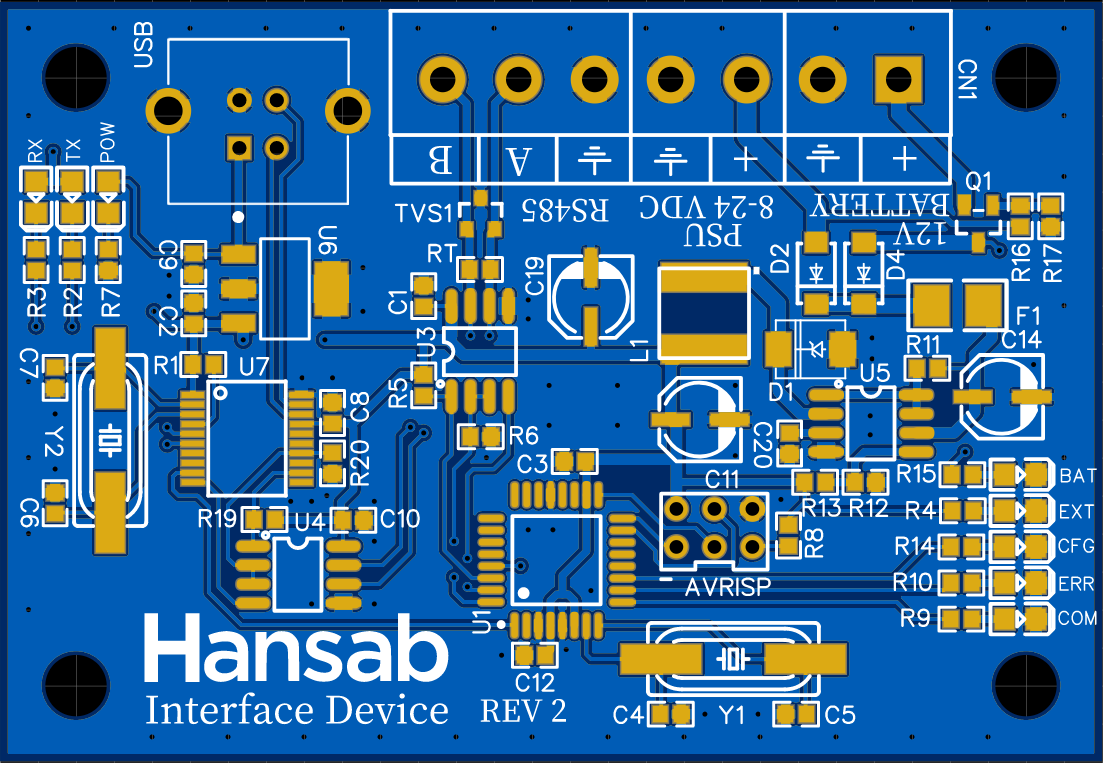 USB
CN1
RX
TX
POW
B
A
+
+
Q1
TVS1
RS485
8-24 VDC
PSU
BATTERY
12V
R16
R17
C9
U6
RT
C19
D2
D4
R3
R2
R7
C2
C1
L1
F1
C14
R1
U7
U3
R5
D1
U5
R11
C7
Y2
C6
C8
R20
R6
C3
C20
R15
BAT
R13
R12
R4
EXT
R19
U4
C10
C11
R8
R14
CFG
AVRISP
R10
ERR
U1
R9
COM
Hansab
Interface Device
REV 2
C12
C4
Y1
C5